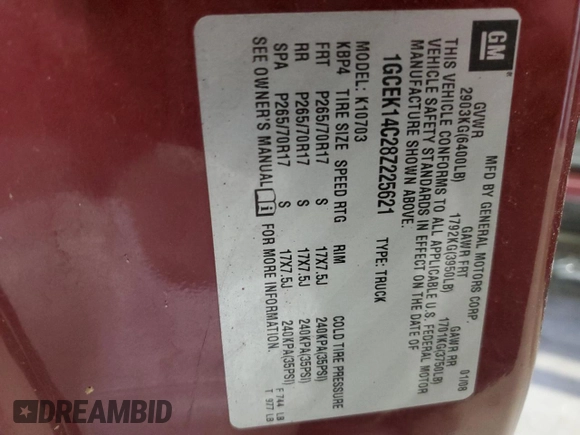 GM
MFD BY GENERAL MOTORS CORP. 01/08
GVWR GAWR FRT GAWR RR
2903KG(6400LB) 1792KG(3950LB) 1701KG(3750LB)
THIS VEHICLE CONFORMS TO ALL APPLICABLE U.S. FEDERAL MOTOR
VEHICLE SAFETY STANDARDS IN EFFECT ON THE DATE OF
MANUFACTURE SHOWN ABOVE.
1GCEK14C28Z225621 TYPE: TRUCK
MODEL: K10703
KBP4 TIRE SIZE SPEED RTG RIM COLD TIRE PRESSURE
FRT P265/70R17 S 17X7.5J 240KPA(35PSI)
RR P265/70R17 S 17X7.5J 240KPA(35PSI)
SPA P265/70R17 S 17X7.5J 240KPA(35PSI)
SEE OWNER'S MANUAL i FOR MORE INFORMATION.
F 744 LB
T 977 LB
DREAMBID